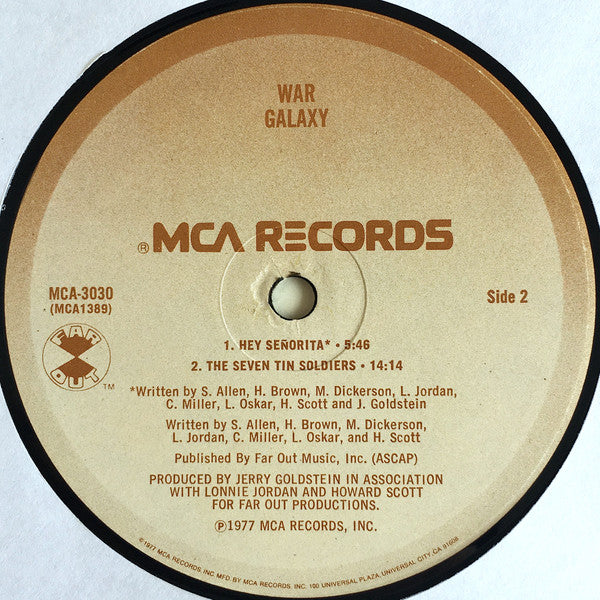 WAR
GALAXY
® MCA RECORDS
MCA-3030
(MCA1389)
Side 2
FAR
OUT
TM
1. HEY SEÑORITA* • 5:46
2. THE SEVEN TIN SOLDIERS • 14:14
*Written by S. Allen, H. Brown, M. Dickerson, L. Jordan,
C. Miller, L. Oskar, H. Scott and J. Goldstein
Written by S. Allen, H. Brown, M. Dickerson,
L. Jordan, C. Miller, L. Oskar, and H. Scott
Published By Far Out Music, Inc. (ASCAP)
PRODUCED BY JERRY GOLDSTEIN IN ASSOCIATION
WITH LONNIE JORDAN AND HOWARD SCOTT
FOR FAR OUT PRODUCTIONS.
℗1977 MCA RECORDS, INC.
©1977 MCA RECORDS, INC. MFD. BY MCA RECORDS, INC. 100 UNIVERSAL PLAZA, UNIVERSAL CITY, CA 91608